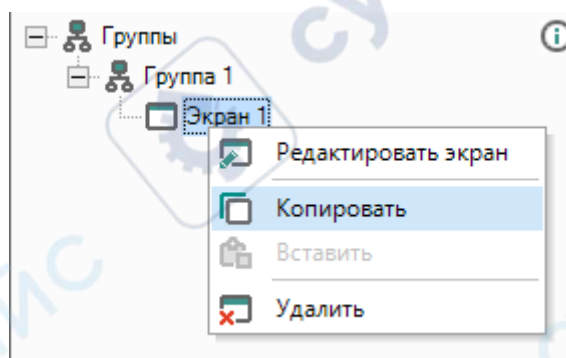 Группы
Группа 1
Экран 1
Редактировать экран
Копировать
Вставить
Удалить